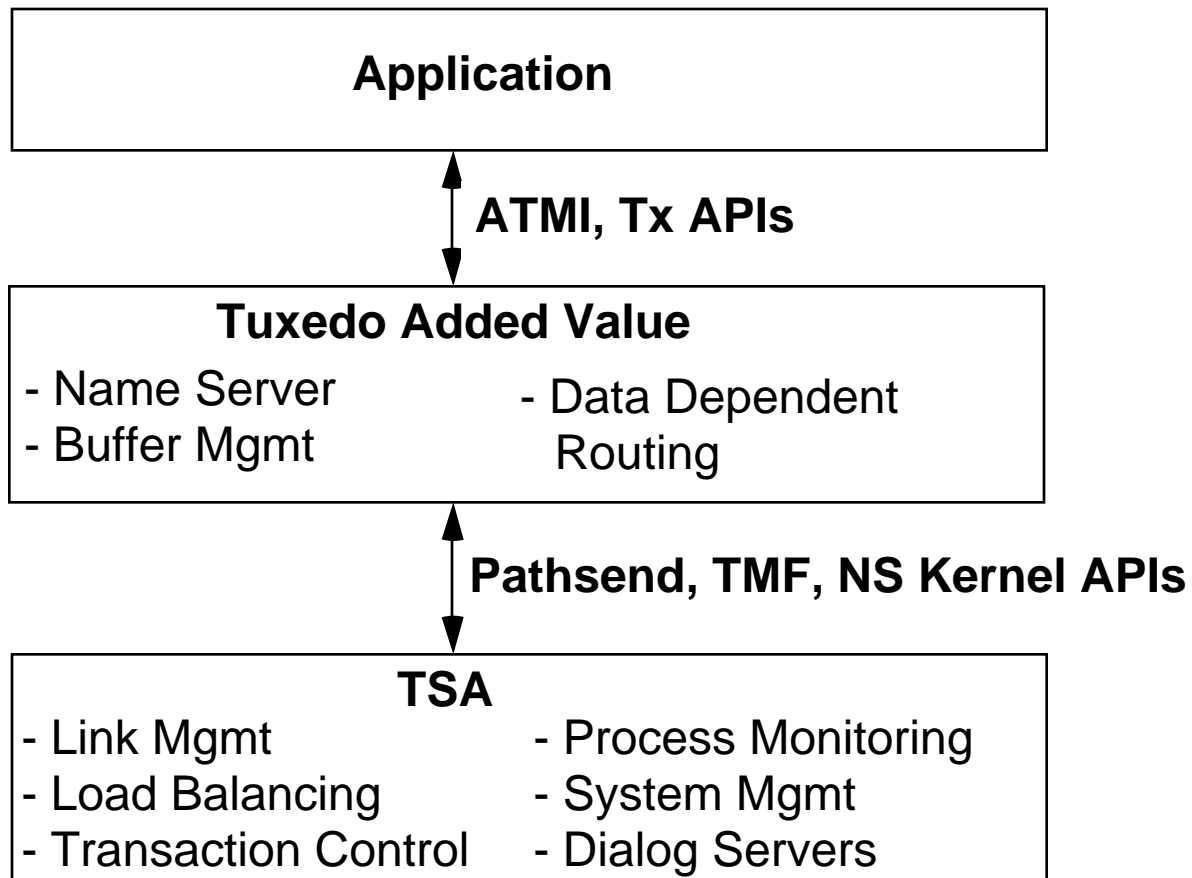 Application
ATMI, Tx APIs
Tuxedo Added Value
- Name Server
- Buffer Mgmt
- Data Dependent
Routing
Pathsend, TMF, NS Kernel APIs
TSA
- Link Mgmt
- Load Balancing
- Transaction Control
- Process Monitoring
- System Mgmt
- Dialog Servers